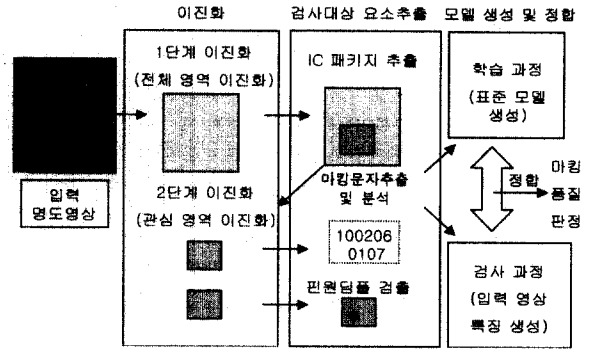 이진화
검사대상 요소추출
모델 생성 및 정합
1단계 이진화
(전체 영역 이진화)
IC 패키지 추출
학습 과정
(표준 모델
생성)
입력
명도영상
2단계 이진화
(관심 영역 이진화)
마킹문자추출
및 분석
100206
0107
핀원딤플 검출
정합
마킹
품질
판정
검사 과정
(입력 영상
특징 생성)